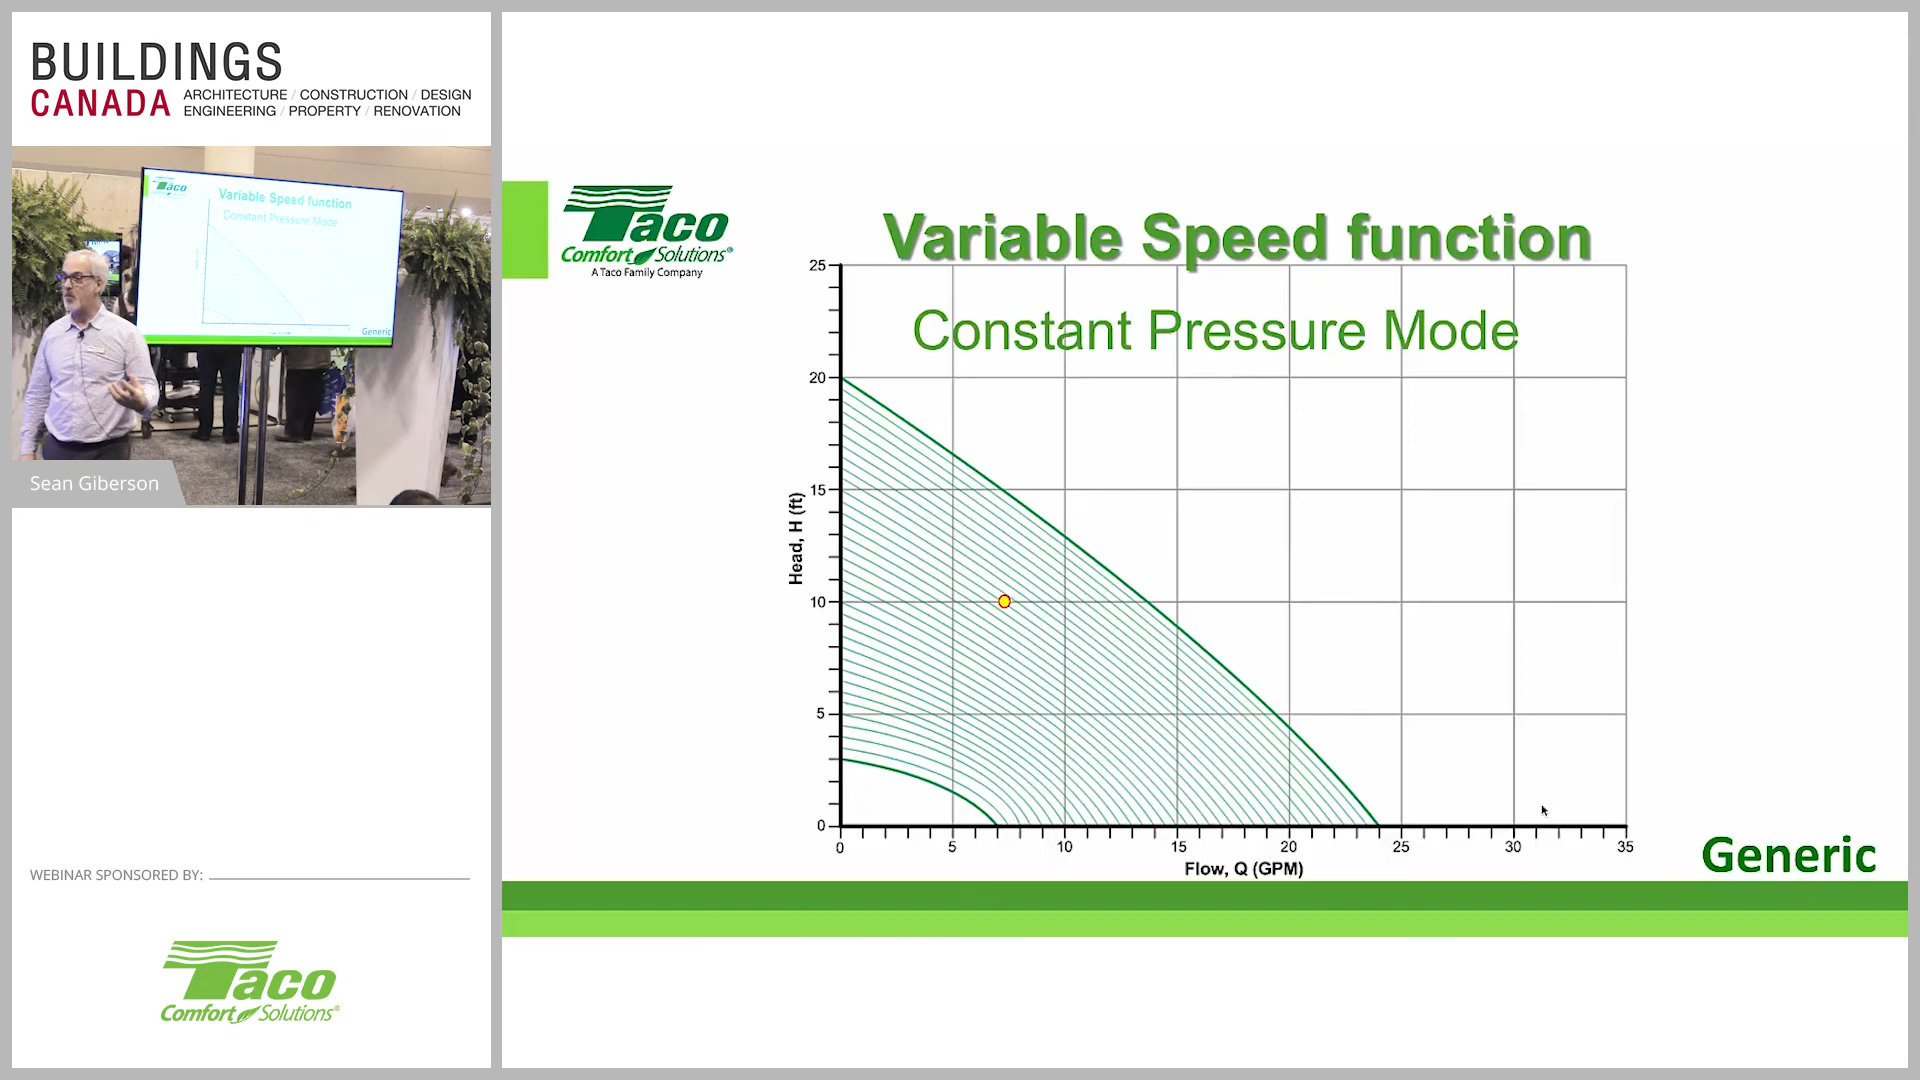 BUILDINGS
CANADA
ARCHITECTURE / CONSTRUCTION / DESIGN
ENGINEERING / PROPERTY / RENOVATION
Taco
Variable Speed function
Constant Pressure Mode
Generic
Sean Giberson
WEBINAR SPONSORED BY:
Taco
Comfort Solutions®
Taco
Comfort Solutions®
A Taco Family Company
Variable Speed function
Constant Pressure Mode
25
20
15
10
5
0
Head, H (ft)
0 5 10 15 20 25 30 35
Flow, Q (GPM)
Generic